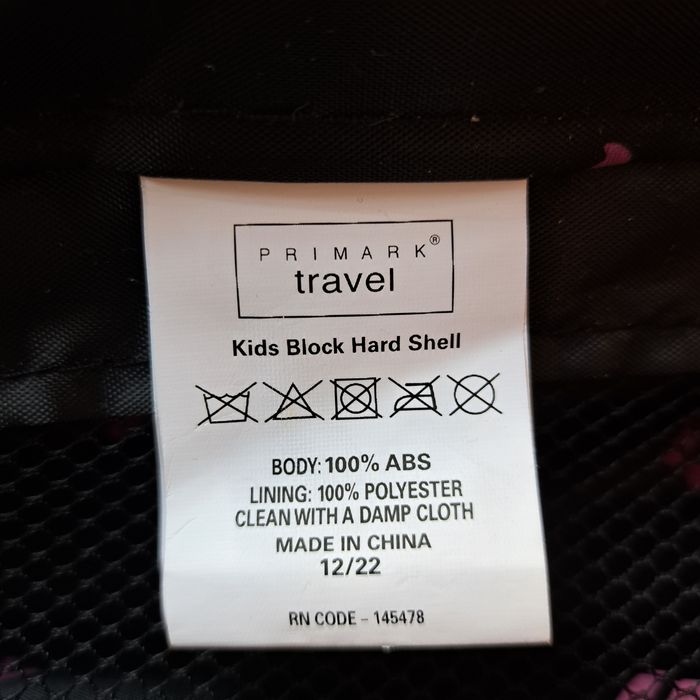 PRIMARK®
travel
Kids Block Hard Shell
BODY: 100% ABS
LINING: 100% POLYESTER
CLEAN WITH A DAMP CLOTH
MADE IN CHINA
12/22
RN CODE - 145478